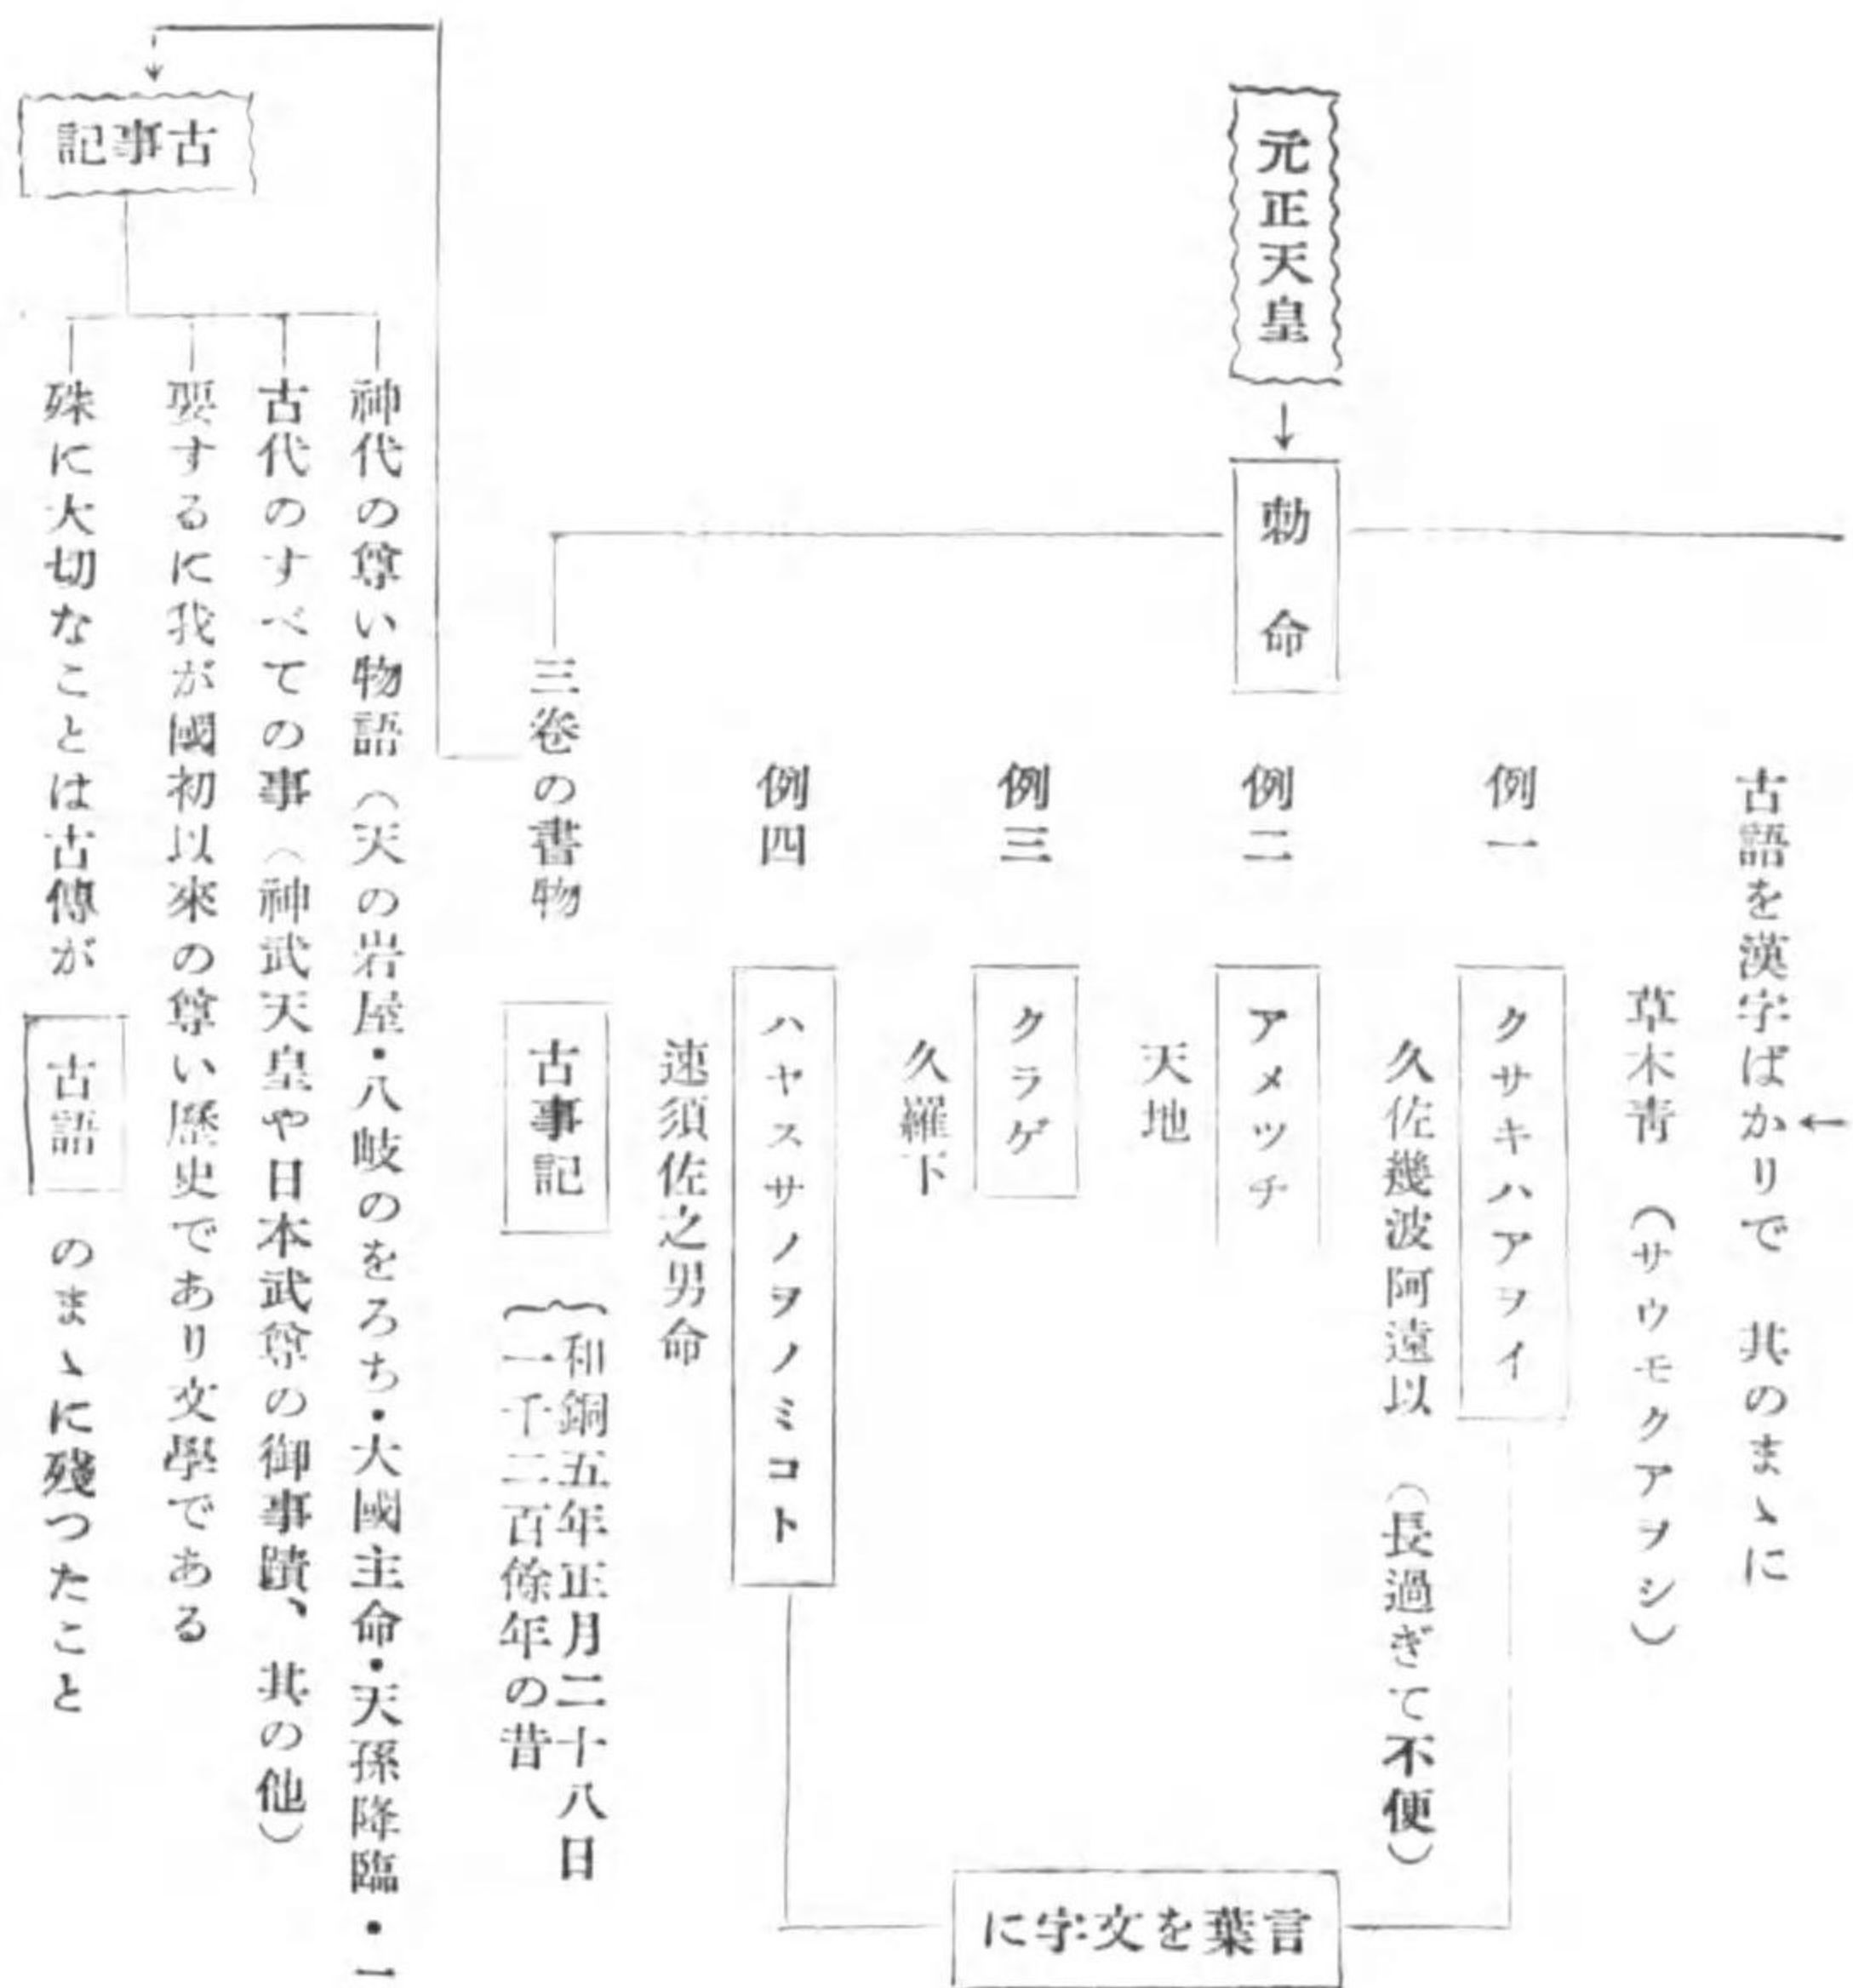 古語を漢字ばかりで　其のまゝに
草木靑　（サウモクアヲシ）
例一　クサキハアヲイ
久佐幾波阿遠以　（長過ぎて不便）
例二　アメツチ
天地
例三　クラゲ
久羅下
例四　ハヤスサノヲノミコト
速須佐之男命
言葉を文字に
元正天皇
勅命
三卷の書物　古事記
和銅五年正月二十八日
一千二百餘年の昔
古事記
神代の尊い物語（天の岩屋・八岐のをろち・大國主命・天孫降臨・
古代のすべての事（神武天皇や日本武尊の御事蹟、其の他）
要するに我が國初以來の尊い歷史であり文學である
殊に大切なことは古傳が　古語　のまゝに殘つたこと